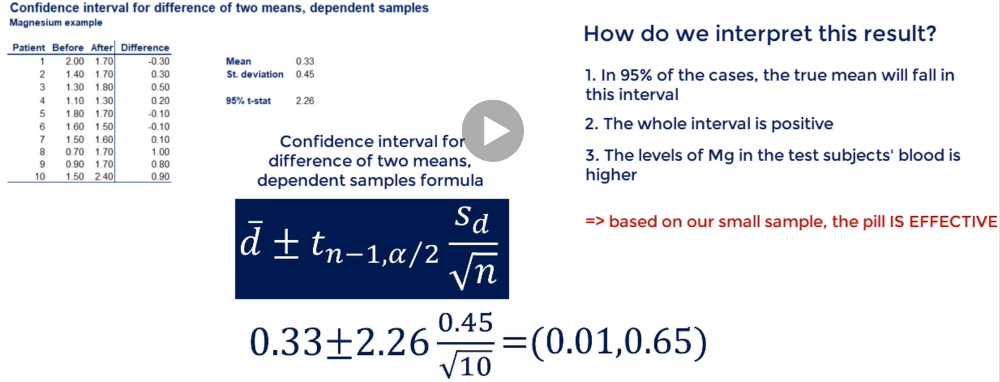 Confidence interval for difference of two means, dependent samples
Magnesium example
Patient Before After Difference
1 2.00 1.70 -0.30
2 1.40 1.70 0.30
3 1.30 1.80 0.50
4 1.10 1.30 0.20
5 1.80 1.70 -0.10
6 1.60 1.50 -0.10
7 1.50 1.60 0.10
8 0.70 1.70 1.00
9 0.90 1.70 0.80
10 1.50 2.40 0.90
Mean 0.33
St. deviation 0.45
95% t-stat 2.26
Confidence interval for
difference of two means,
dependent samples formula
d̄ ± t_{n−1,α/2} s_d/√n
0.33±2.26 0.45/√10 =(0.01,0.65)
How do we interpret this result?
1. In 95% of the cases, the true mean will fall in
this interval
2. The whole interval is positive
3. The levels of Mg in the test subjects' blood is
higher
=> based on our small sample, the pill IS EFFECTIVE